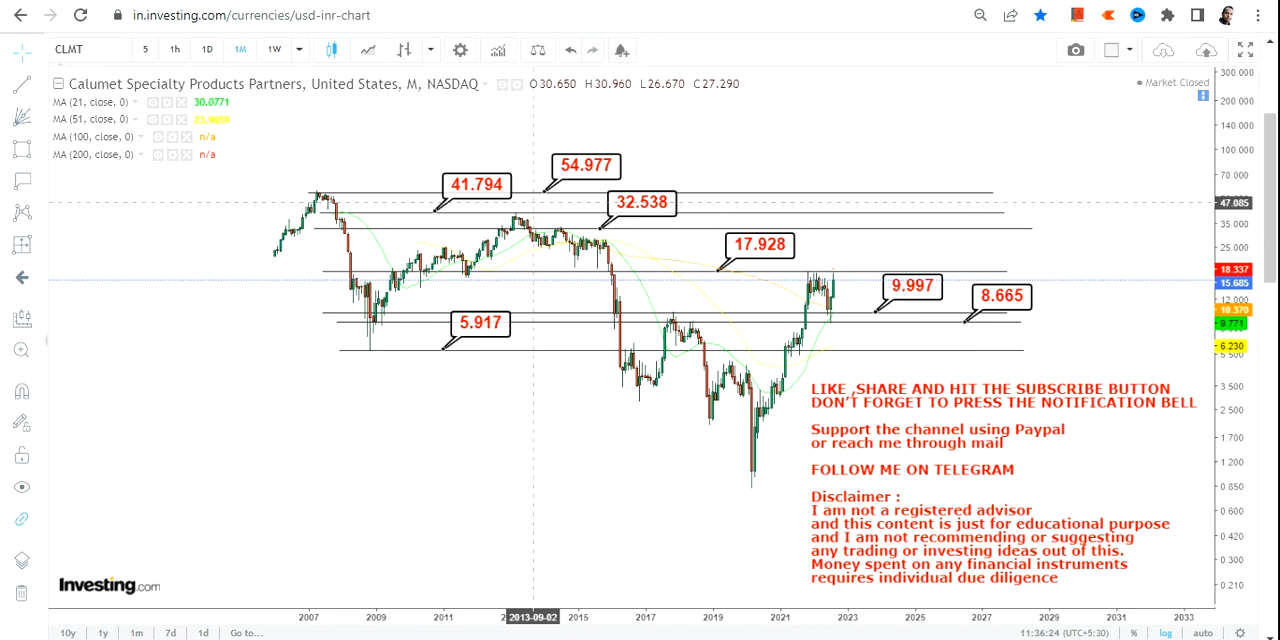 in.investing.com/currencies/usd-inr-chart
CLMT 5 1h 1D 1M 1W
Calumet Specialty Products Partners, United States, M, NASDAQ O30.650 H30.960 L26.670 C27.290
Market Closed
MA (21, close, 0) 30.0771
MA (51, close, 0)
MA (100, close, 0) n/a
MA (200, close, 0) n/a
54.977
41.794
32.538
17.928
9.997
8.665
5.917
300.000
200.000
140.000
100.000
70.000
47.085
35.000
25.000
18.337
15.685
12.000
10.370
9.771
6.230
5.500
3.500
2.500
1.700
1.200
0.850
0.600
0.420
0.300
0.210
LIKE ,SHARE AND HIT THE SUBSCRIBE BUTTON
DON'T FORGET TO PRESS THE NOTIFICATION BELL
Support the channel using Paypal
or reach me through mail
FOLLOW ME ON TELEGRAM
Disclaimer :
I am not a registered advisor
and this content is just for educational purpose
and I am not recommending or suggesting
any trading or investing ideas out of this.
Money spent on any financial instruments
requires individual due diligence
Investing.com
2007 2009 2011 2013-09-02 2015 2017 2019 2021 2023 2025 2027 2029 2031 2033
10y 1y 1m 7d 1d Go to... 11:36:24 (UTC+5:30) % log auto